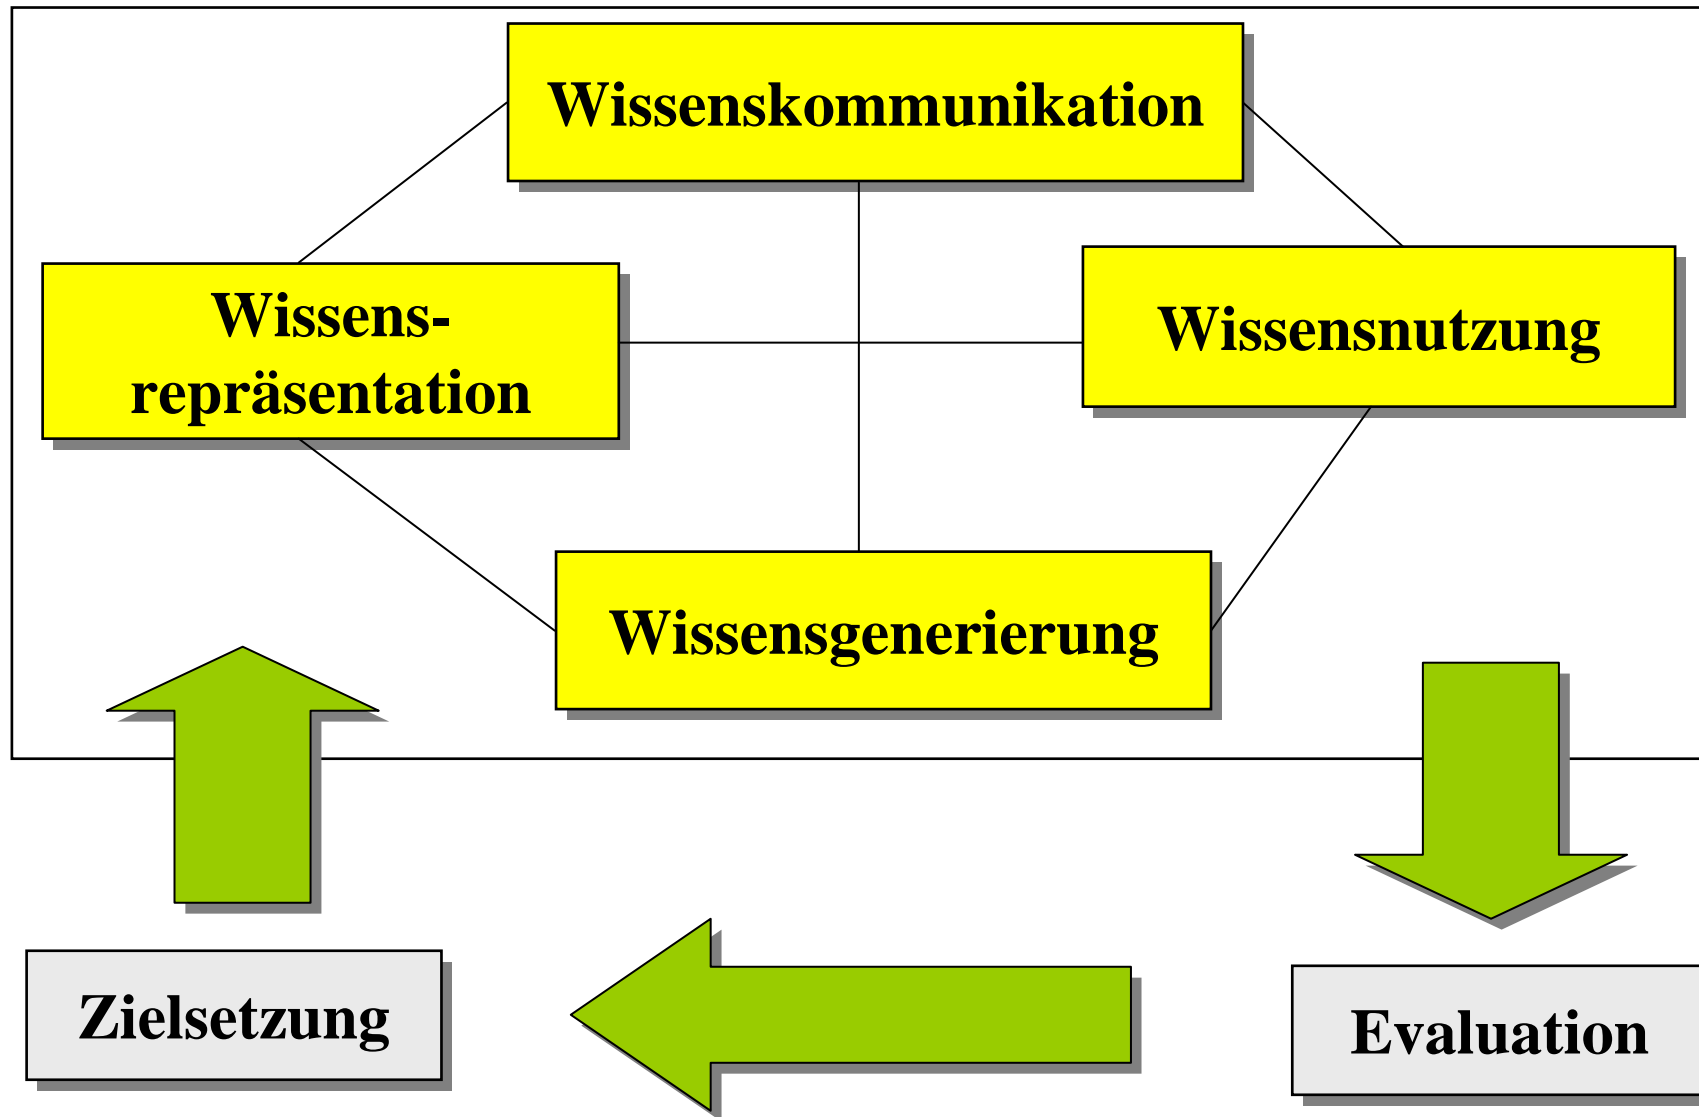 Wissenskommunikation
Wissens-
repräsentation
Wissensnutzung
Wissensgenerierung
Zielsetzung
Evaluation